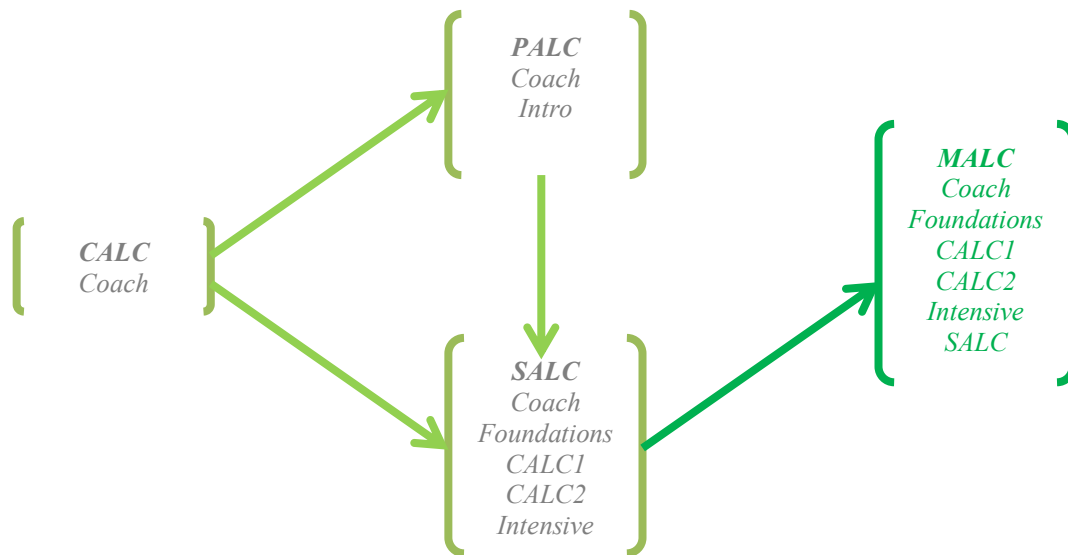 CALC
Coach
PALC
Coach
Intro
SALC
Coach
Foundations
CALC1
CALC2
Intensive
MALC
Coach
Foundations
CALC1
CALC2
Intensive
SALC